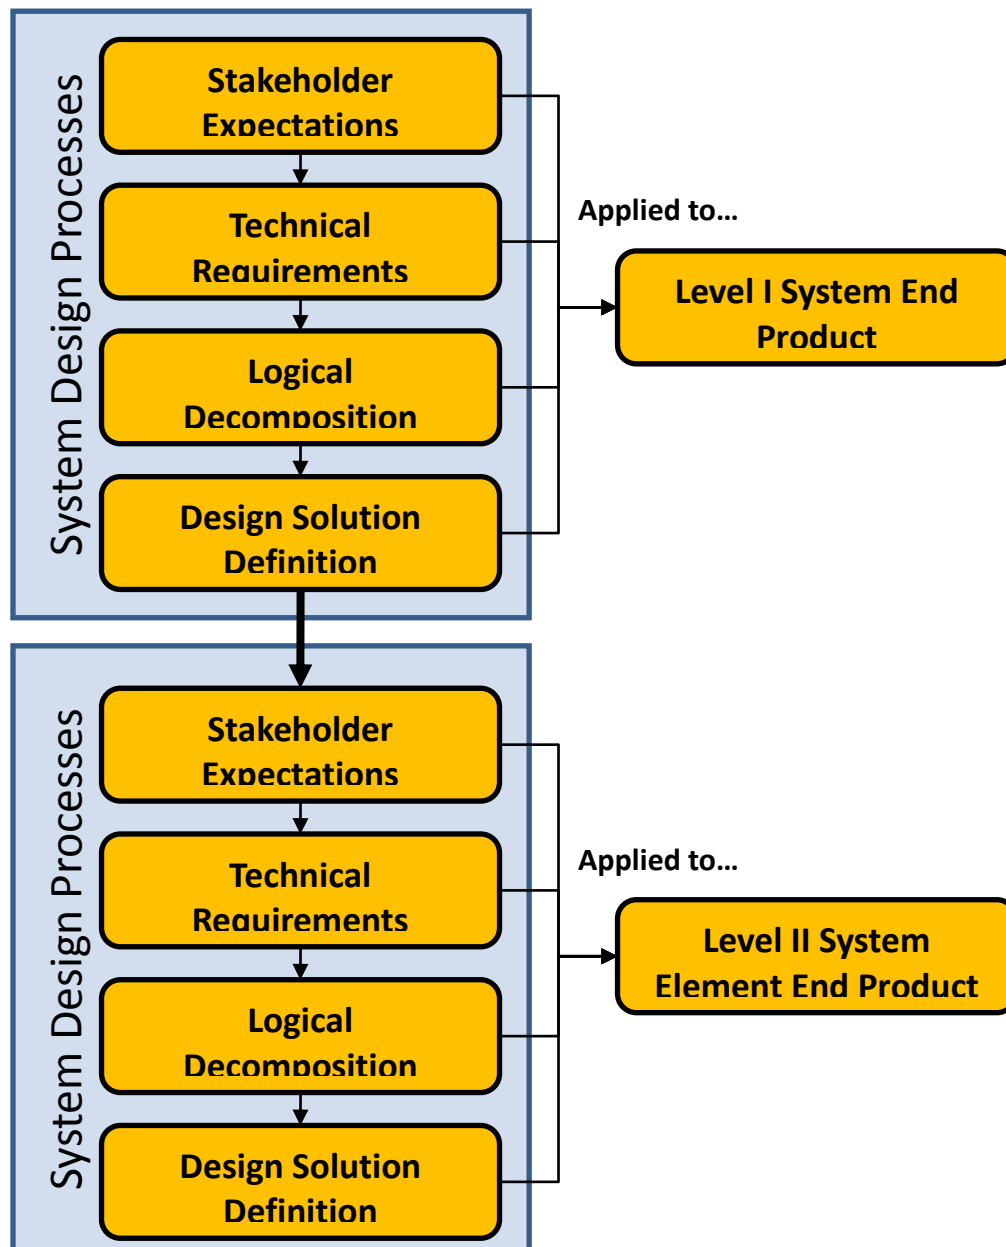 System Design Processes
Stakeholder
Expectations
Technical
Requirements
Logical
Decomposition
Design Solution
Definition
Applied to…
Level I System End
Product
System Design Processes
Stakeholder
Expectations
Technical
Requirements
Logical
Decomposition
Design Solution
Definition
Applied to…
Level II System
Element End Product